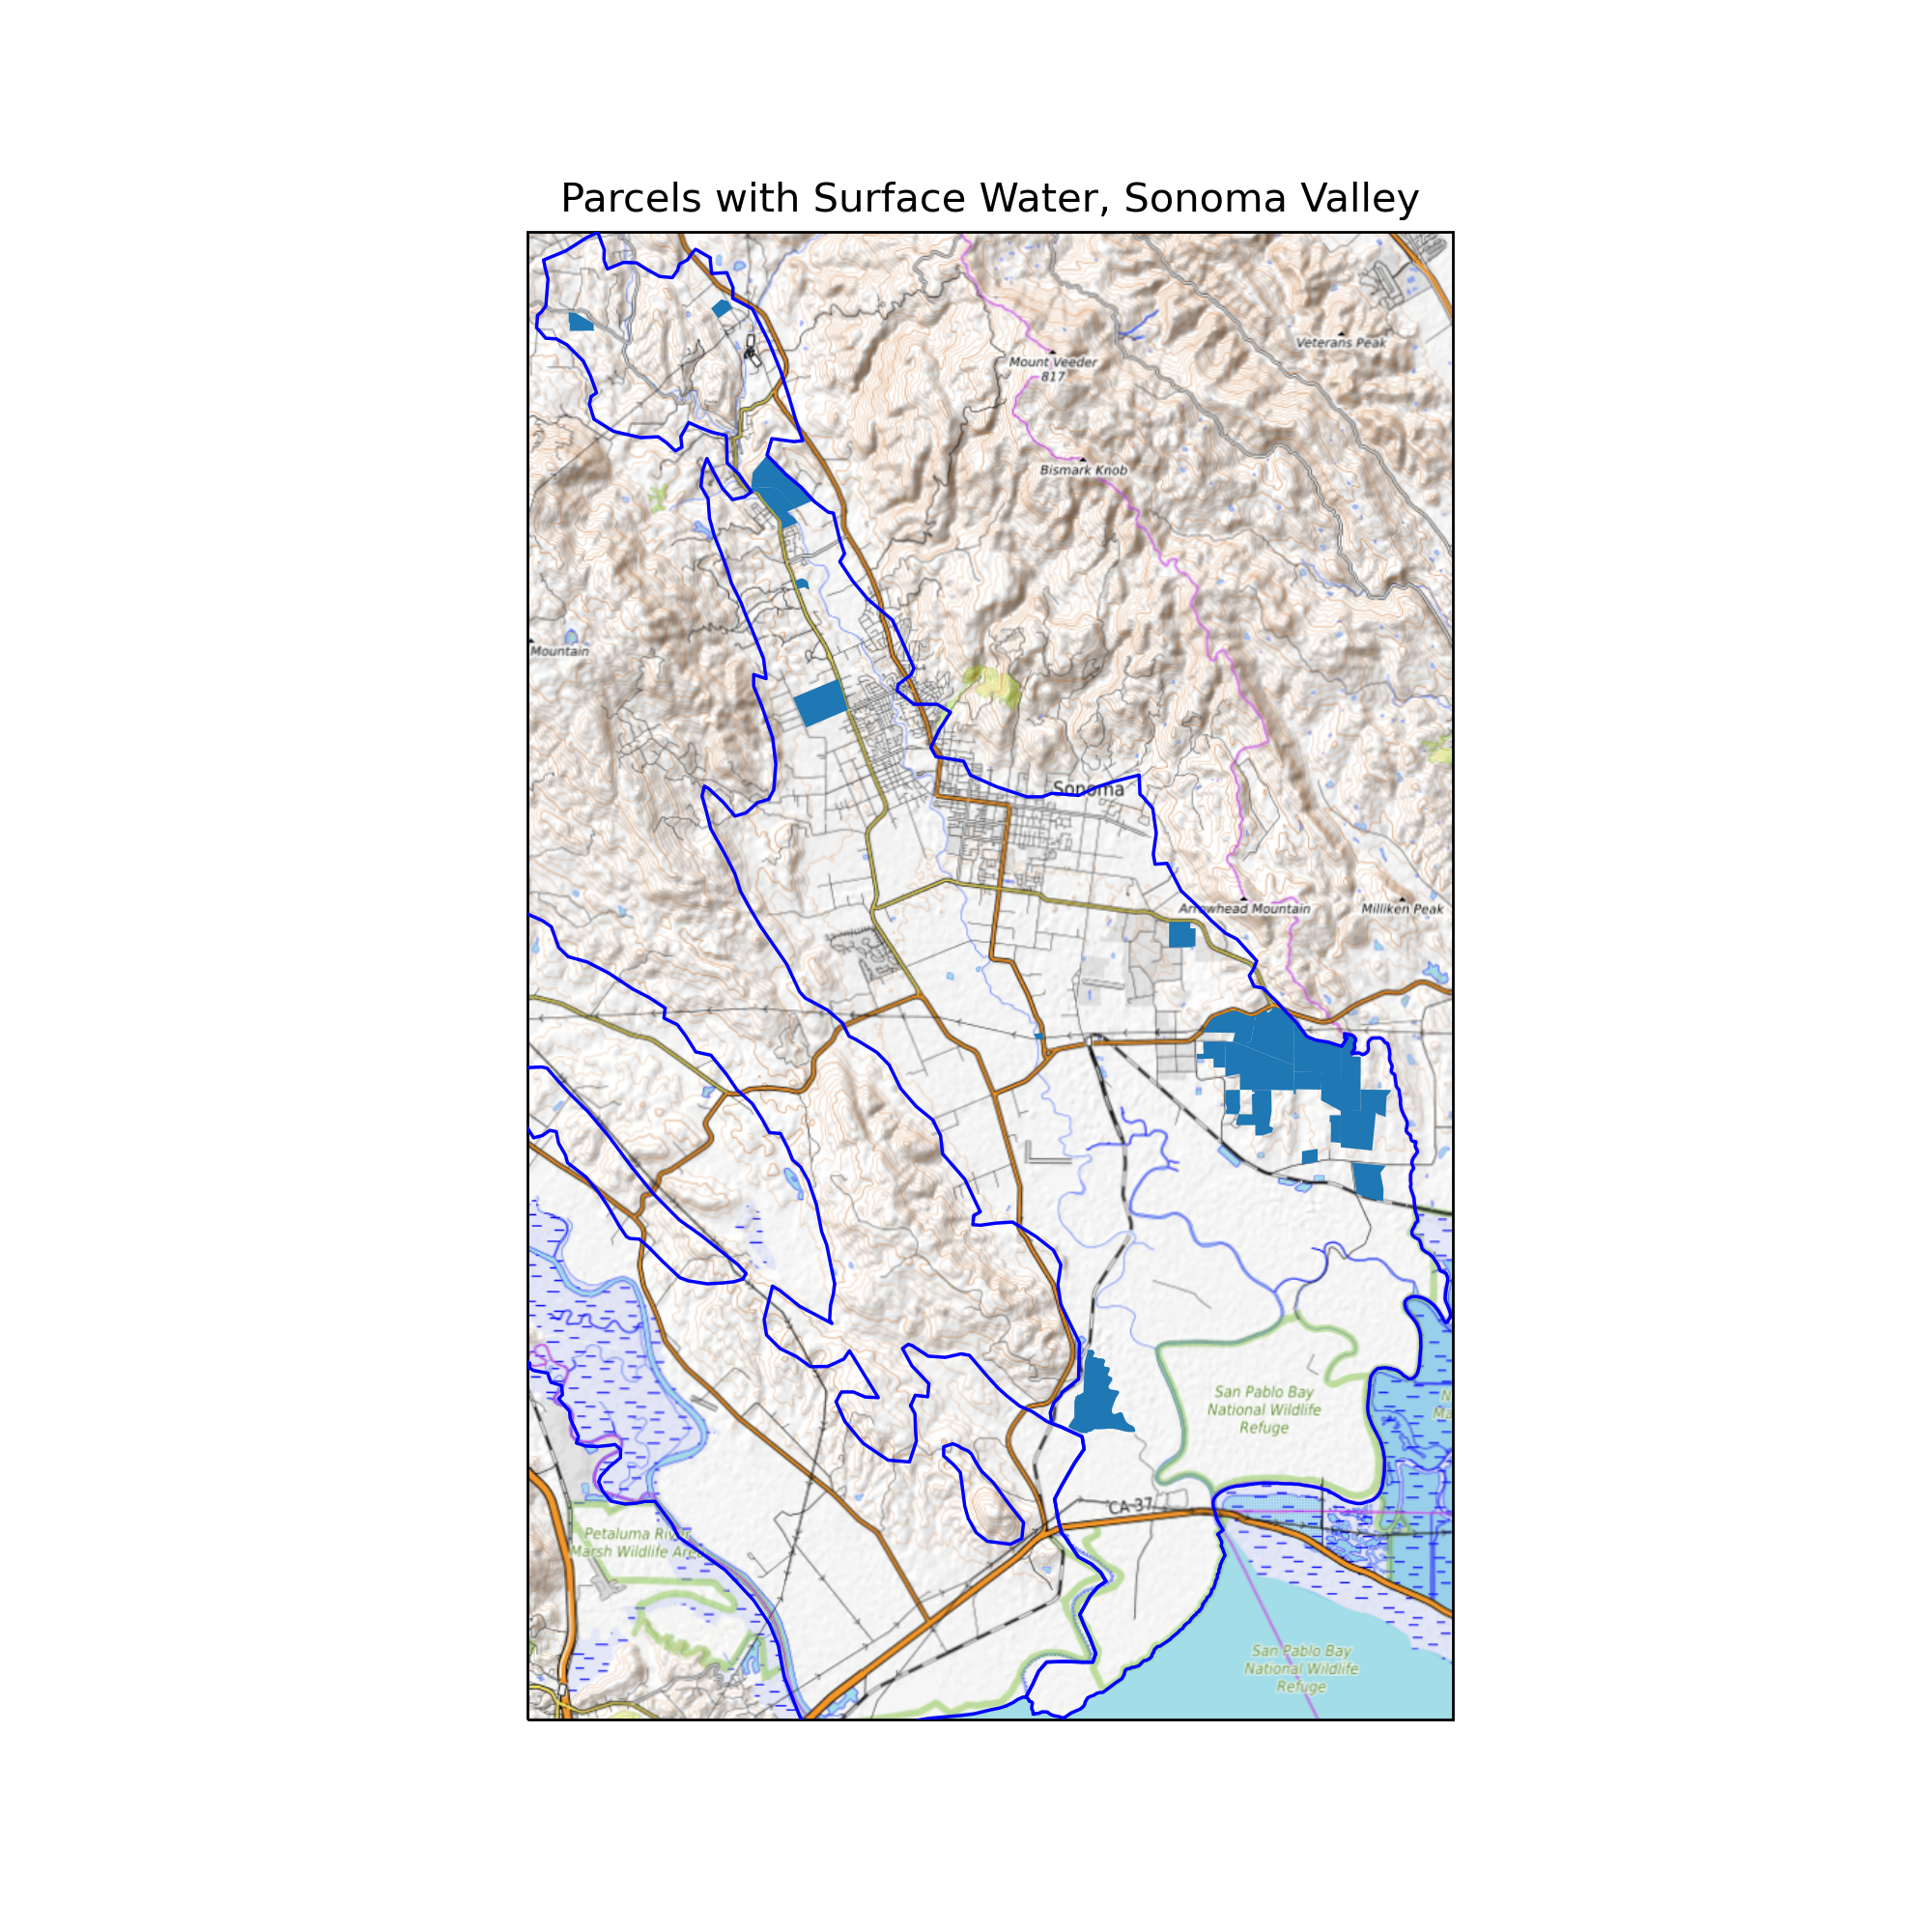 Parcels with Surface Water, Sonoma Valley
Veterans Peak
Mount Veeder
817
Bismark Knob
Mountain
Sonoma
Arrowhead Mountain
Milliken Peak
San Pablo Bay
National Wildlife
Refuge
N
Ma
CA-37
Petaluma River
Marsh Wildlife Area
San Pablo Bay
National Wildlife
Refuge